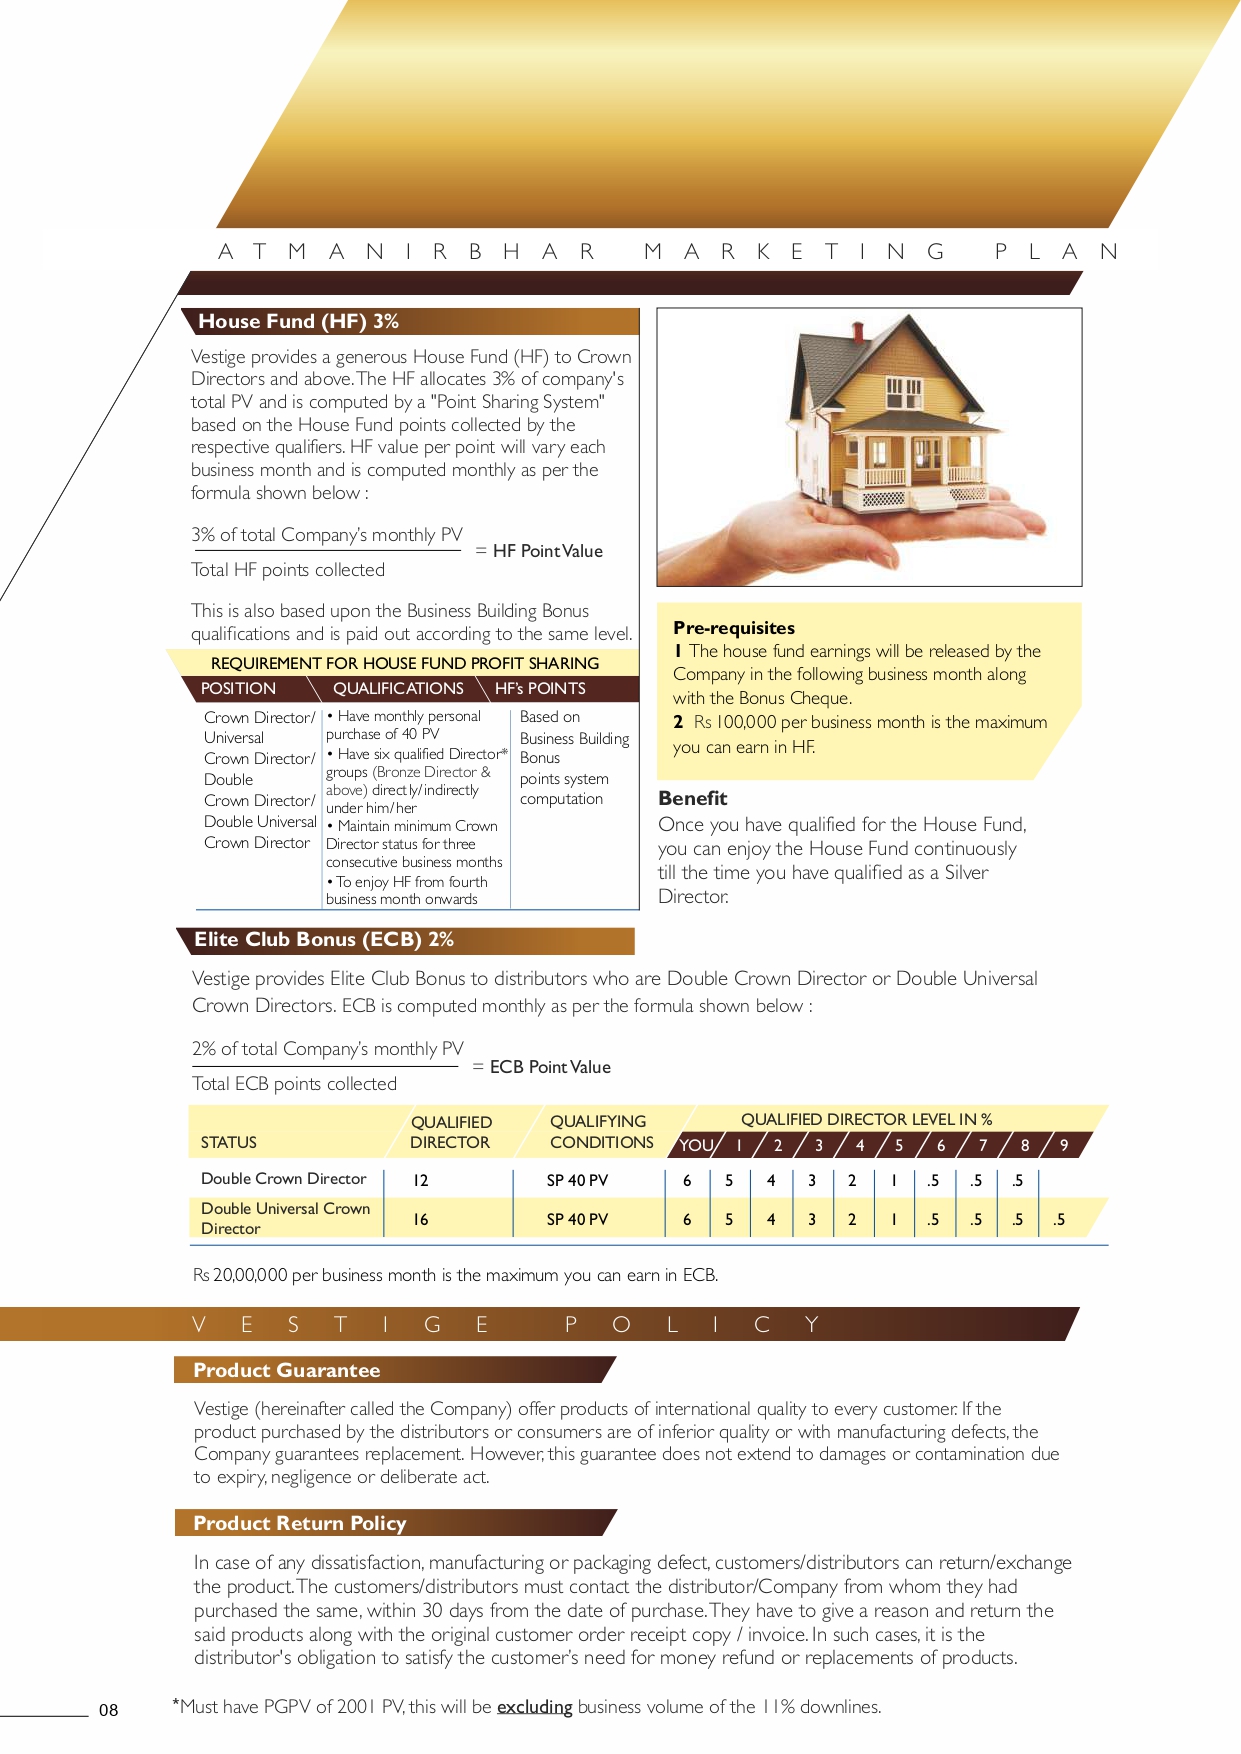 ATMANIRBHAR MARKETING PLAN
House Fund (HF) 3%
Vestige provides a generous House Fund (HF) to Crown
Directors and above. The HF allocates 3% of company's
total PV and is computed by a "Point Sharing System"
based on the House Fund points collected by the
respective qualifiers. HF value per point will vary each
business month and is computed monthly as per the
formula shown below :
3% of total Company's monthly PV
= HF Point Value
Total HF points collected
This is also based upon the Business Building Bonus
qualifications and is paid out according to the same level.
REQUIREMENT FOR HOUSE FUND PROFIT SHARING
POSITION QUALIFICATIONS HF's POINTS
Crown Director/
Universal
Crown Director/
Double
Crown Director/
Double Universal
Crown Director
• Have monthly personal
purchase of 40 PV
• Have six qualified Director*
groups (Bronze Director &
above) directly/indirectly
under him/her
• Maintain minimum Crown
Director status for three
consecutive business months
• To enjoy HF from fourth
business month onwards
Based on
Business Building
Bonus
points system
computation
Pre-requisites
1 The house fund earnings will be released by the
Company in the following business month along
with the Bonus Cheque.
2 Rs 100,000 per business month is the maximum
you can earn in HF.
Benefit
Once you have qualified for the House Fund,
you can enjoy the House Fund continuously
till the time you have qualified as a Silver
Director.
Elite Club Bonus (ECB) 2%
Vestige provides Elite Club Bonus to distributors who are Double Crown Director or Double Universal
Crown Directors. ECB is computed monthly as per the formula shown below :
2% of total Company's monthly PV
= ECB Point Value
Total ECB points collected
STATUS QUALIFIED DIRECTOR QUALIFYING CONDITIONS QUALIFIED DIRECTOR LEVEL IN %
YOU 1 2 3 4 5 6 7 8 9
Double Crown Director 12 SP 40 PV 6 5 4 3 2 1 .5 .5 .5
Double Universal Crown Director 16 SP 40 PV 6 5 4 3 2 1 .5 .5 .5 .5
Rs 20,00,000 per business month is the maximum you can earn in ECB.
VESTIGE POLICY
Product Guarantee
Vestige (hereinafter called the Company) offer products of international quality to every customer. If the
product purchased by the distributors or consumers are of inferior quality or with manufacturing defects, the
Company guarantees replacement. However, this guarantee does not extend to damages or contamination due
to expiry, negligence or deliberate act.
Product Return Policy
In case of any dissatisfaction, manufacturing or packaging defect, customers/distributors can return/exchange
the product. The customers/distributors must contact the distributor/Company from whom they had
purchased the same, within 30 days from the date of purchase. They have to give a reason and return the
said products along with the original customer order receipt copy / invoice. In such cases, it is the
distributor's obligation to satisfy the customer's need for money refund or replacements of products.
08
*Must have PGPV of 2001 PV, this will be excluding business volume of the 11% downlines.